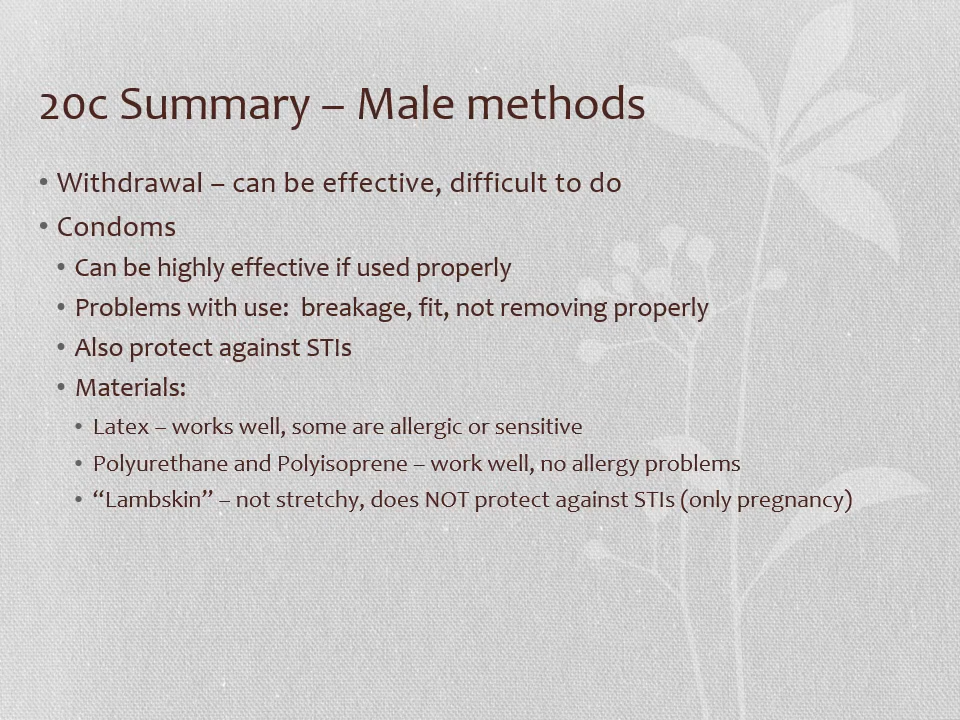 20c Summary – Male methods
• Withdrawal – can be effective, difficult to do
• Condoms
• Can be highly effective if used properly
• Problems with use:  breakage, fit, not removing properly
• Also protect against STIs
• Materials:
• Latex – works well, some are allergic or sensitive
• Polyurethane and Polyisoprene – work well, no allergy problems
• “Lambskin” – not stretchy, does NOT protect against STIs (only pregnancy)